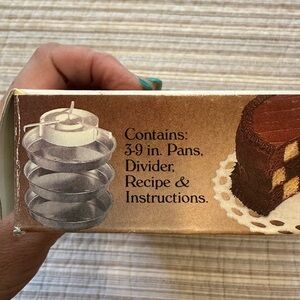 Contains:
3-9 in. Pans,
Divider,
Recipe &
Instructions.